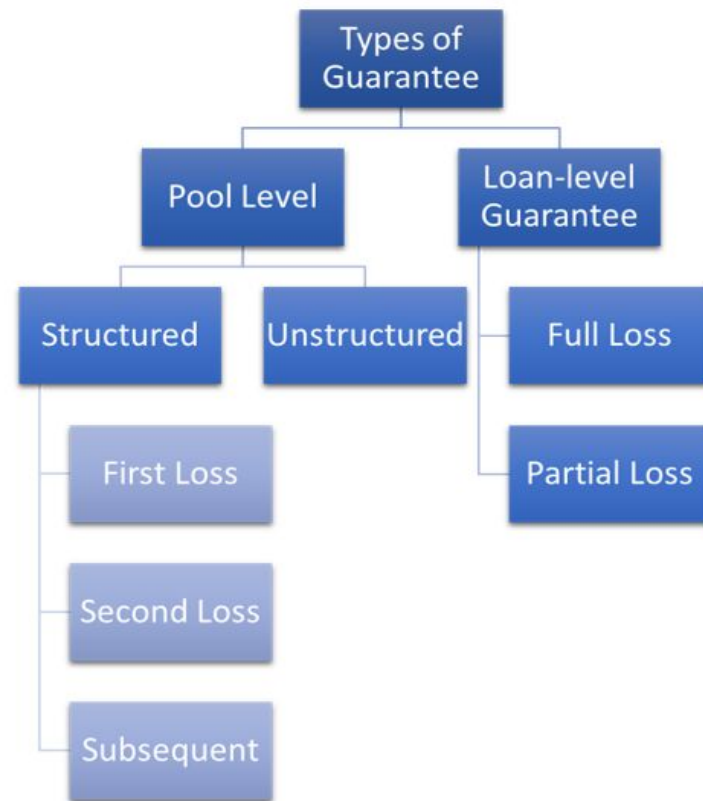 Types of
Guarantee
Pool Level
Loan-level
Guarantee
Structured
Unstructured
Full Loss
First Loss
Partial Loss
Second Loss
Subsequent